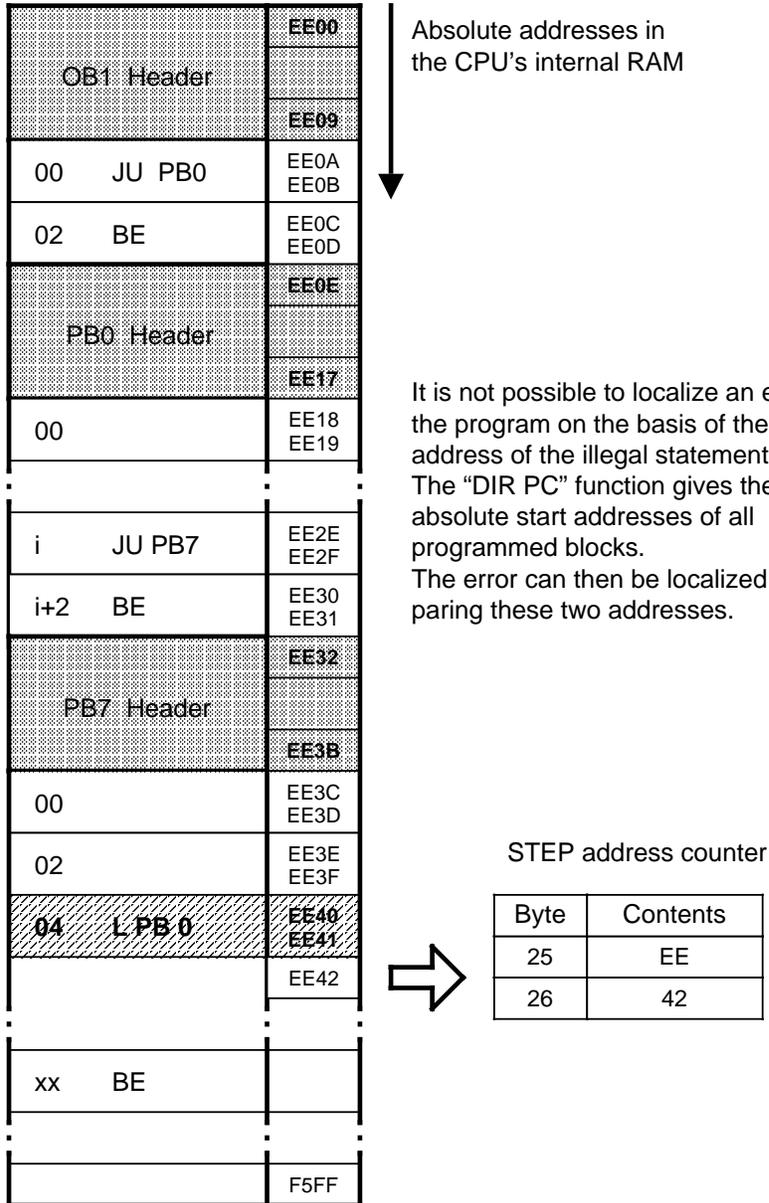 EE00
OB1 Header
EE09
00 JU PB0 EE0A
EE0B
02 BE EE0C
EE0D
EE0E
PB0 Header
EE17
00 EE18
EE19
i JU PB7 EE2E
EE2F
i+2 BE EE30
EE31
EE32
PB7 Header
EE3B
00 EE3C
EE3D
02 EE3E
EE3F
04 L PB 0 EE40
EE41
EE42
xx BE
F5FF
Absolute addresses in
the CPU's internal RAM
It is not possible to localize an e
the program on the basis of the
address of the illegal statement
The “DIR PC” function gives the
absolute start addresses of all
programmed blocks.
The error can then be localized
paring these two addresses.
STEP address counter
Byte Contents
25 EE
26 42